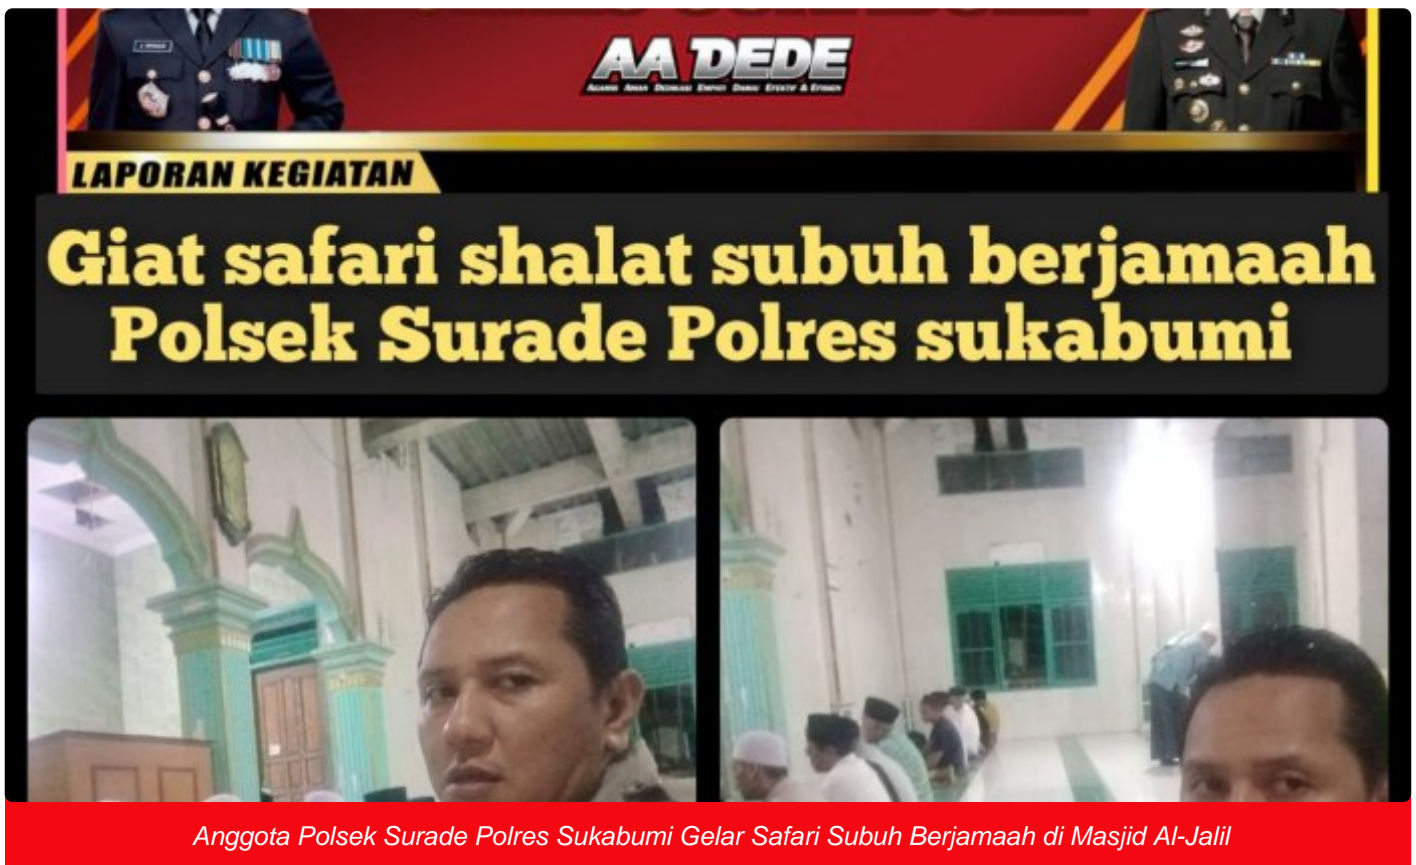 AA DEDE
LAPORAN KEGIATAN
Giat safari shalat subuh berjamaah
Polsek Surade Polres sukabumi
Anggota Polsek Surade Polres Sukabumi Gelar Safari Subuh Berjamaah di Masjid Al-Jalil